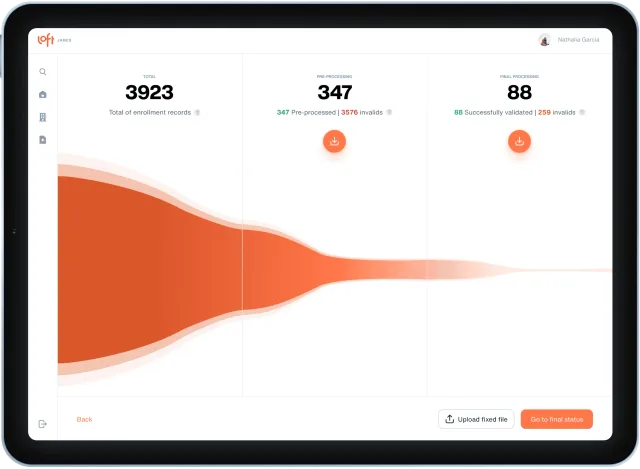 Loft JAMES
Nathalia Garcia
TOTAL
3923
Total of enrollment records
PRE-PROCESSING
347
347 Pre-processed | 3576 invalids
FINAL PROCESSING
88
88 Successfully validated | 259 invalids
Back
Upload fixed file
Go to final status